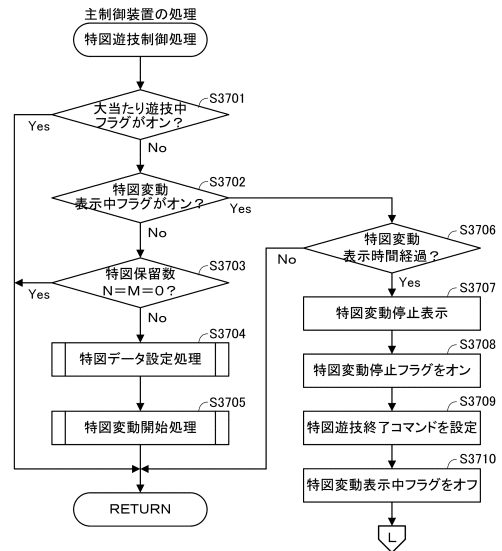 主制御装置の処理
特図遊技制御処理
S3701
大当たり遊技中
フラグがオン？
Yes
No
S3702
特図変動
表示中フラグがオン？
Yes
No
S3703
特図保留数
N＝M＝0？
Yes
No
S3704
特図データ設定処理
S3705
特図変動開始処理
RETURN
S3706
特図変動
表示時間経過？
No
Yes
S3707
特図変動停止表示
S3708
特図変動停止フラグをオン
S3709
特図遊技終了コマンドを設定
S3710
特図変動表示中フラグをオフ
L